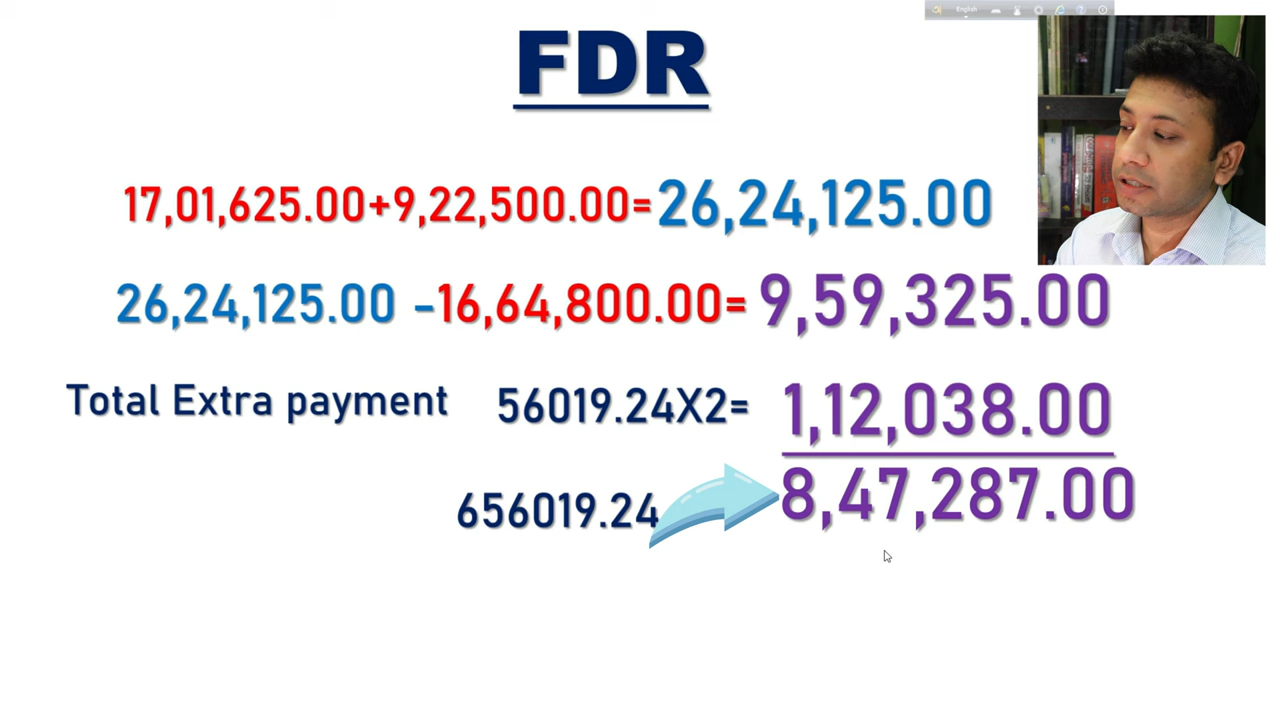 English
FDR
17,01,625.00+9,22,500.00=26,24,125.00
26,24,125.00 -16,64,800.00= 9,59,325.00
Total Extra payment 56019.24X2= 1,12,038.00
656019.24 8,47,287.00